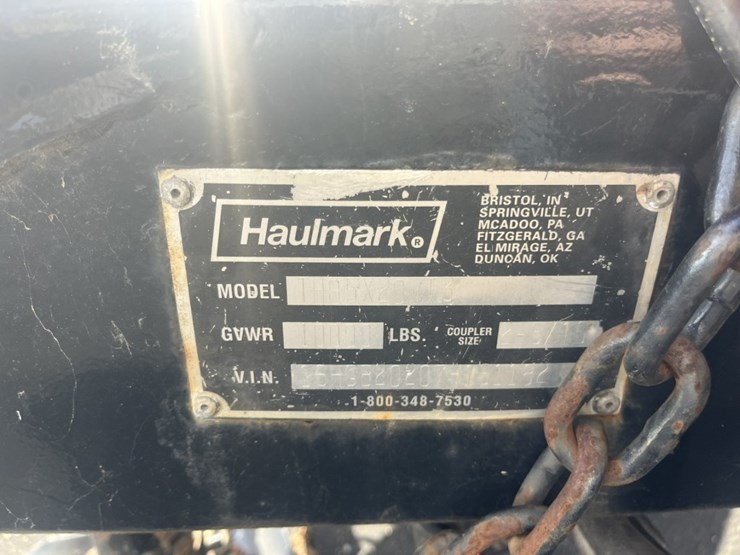 Haulmark®
BRISTOL, IN
SPRINGVILLE, UT
MCADOO, PA
FITZGERALD, GA
EL MIRAGE, AZ
DUNCAN, OK
MODEL
GVWR LBS. COUPLER SIZE
V.I.N.
1-800-348-7530